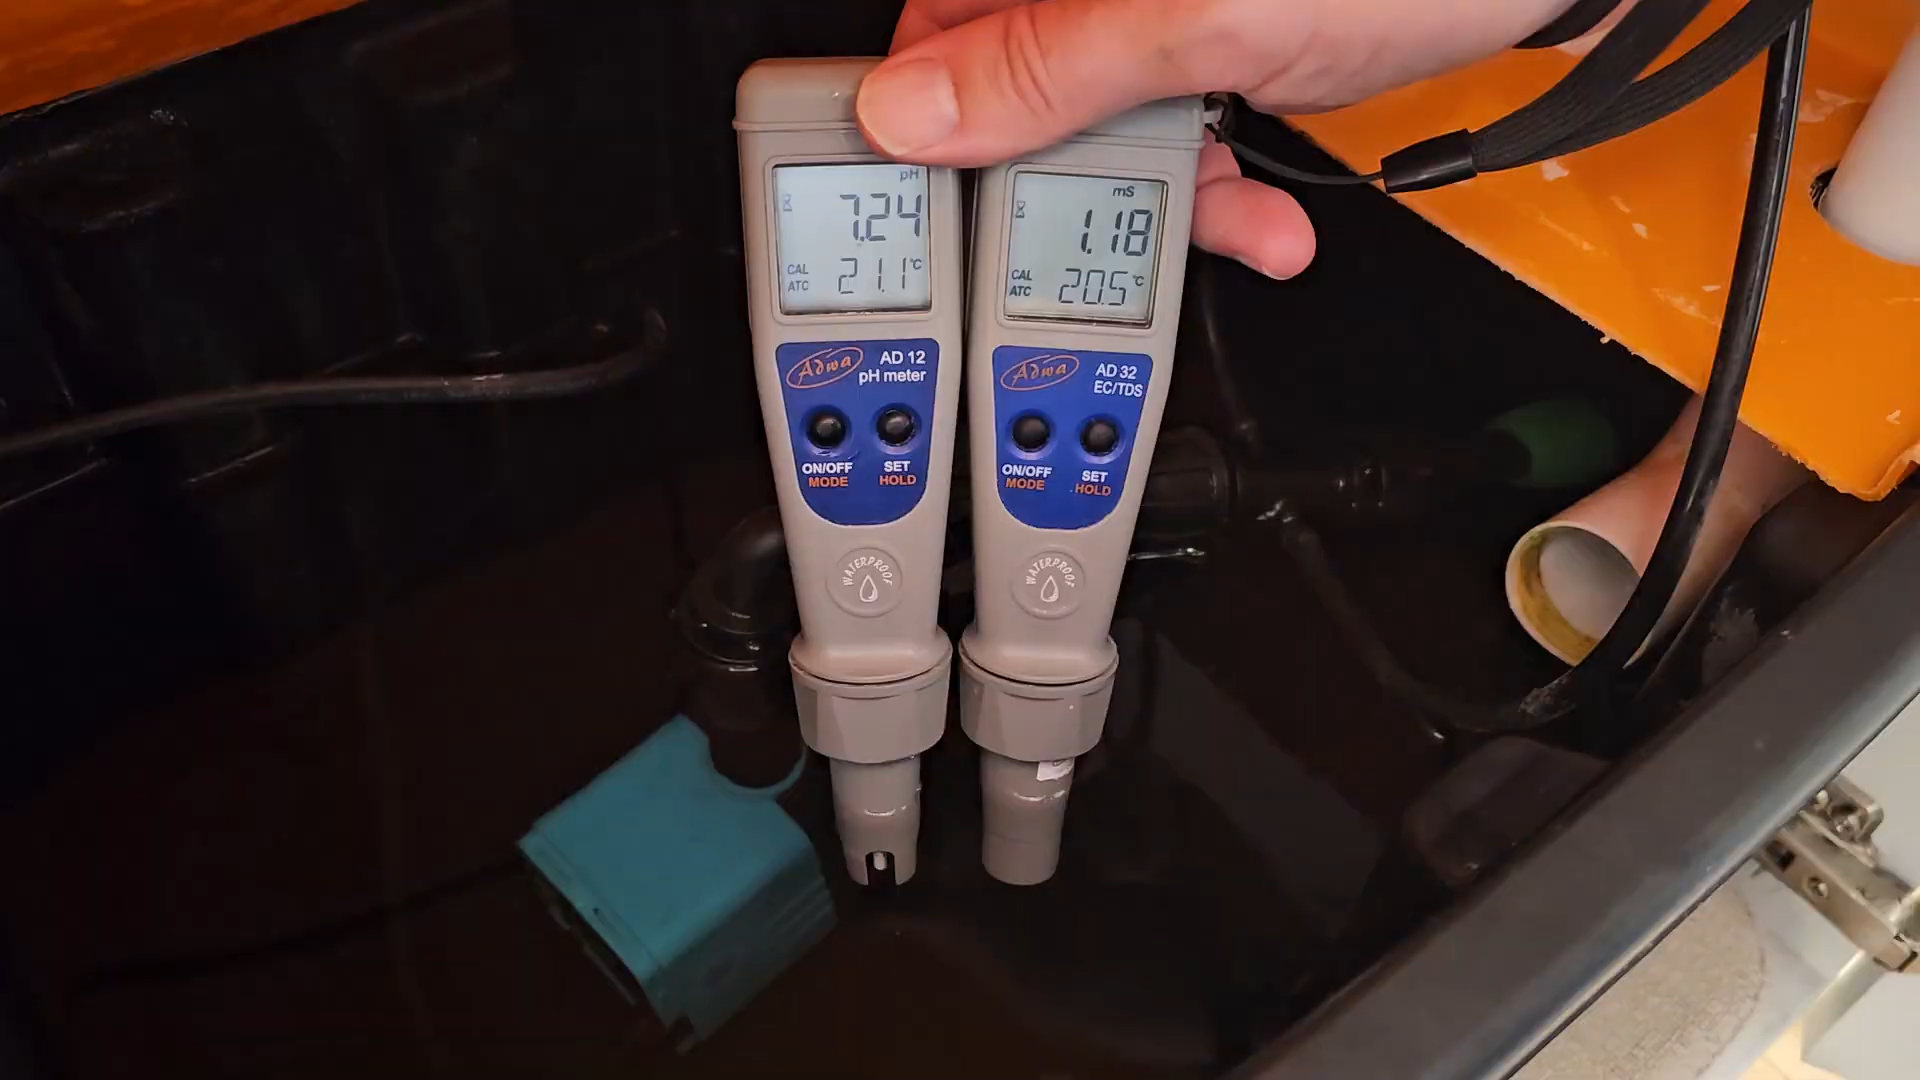 pH
7.24
CAL
ATC
21.1 °C
Adwa
AD 12
pH meter
ON/OFF
MODE
SET
HOLD
WATERPROOF
mS
1.18
CAL
ATC
20.5 °C
Adwa
AD 32
EC/TDS
ON/OFF
MODE
SET
HOLD
WATERPROOF